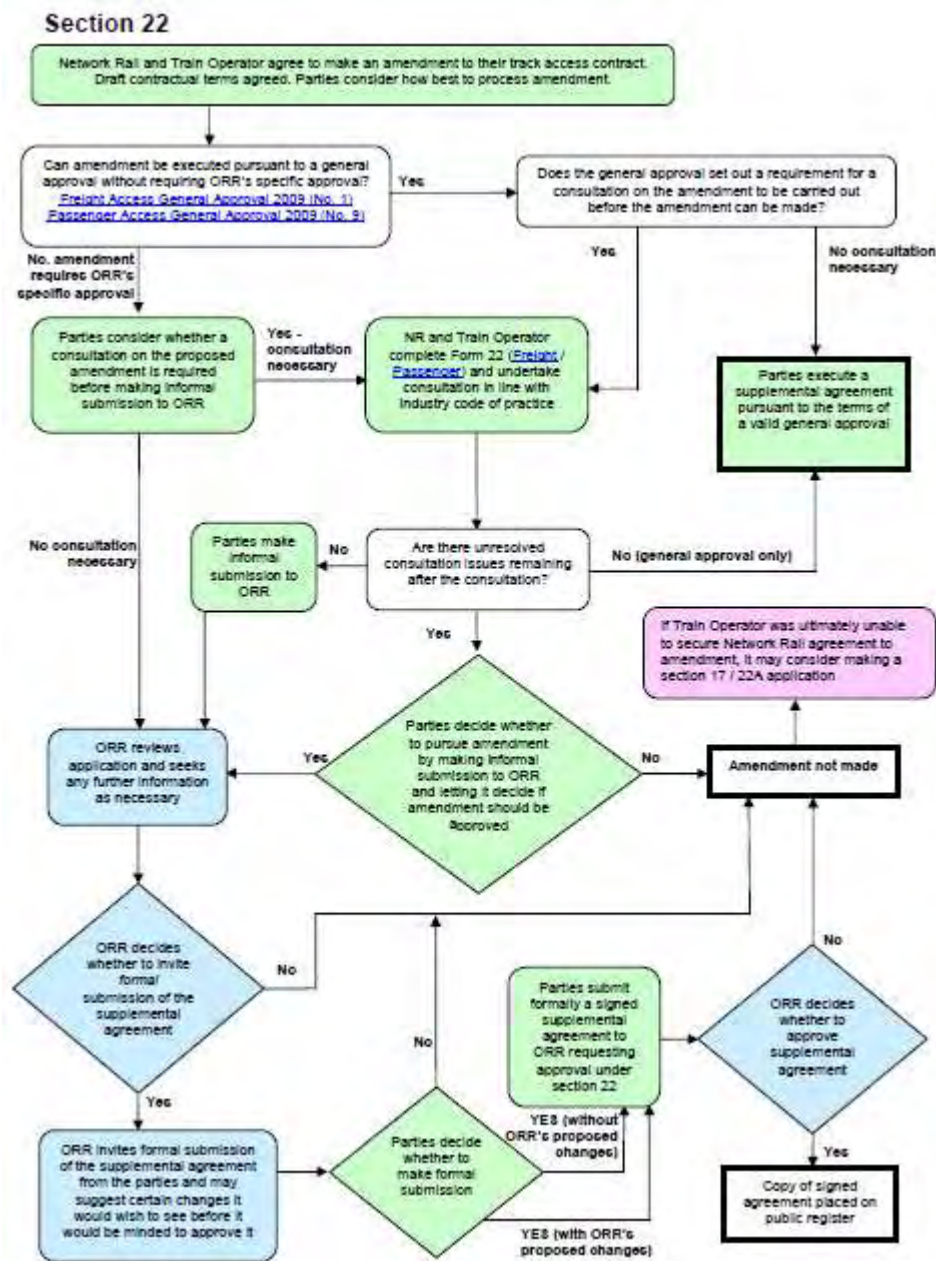 Section 22
Network Rail and Train Operator agree to make an amendment to their track access contract.
Draft contractual terms agreed. Parties consider how best to process amendment.
Can amendment be executed pursuant to a general
approval without requiring ORR's specific approval?
Freight Access General Approval 2009 (No. 1)
Passenger Access General Approval 2009 (No. 9)
Yes
Does the general approval set out a requirement for a
consultation on the amendment to be carried out
before the amendment can be made?
No. amendment
requires ORR's
specific approval
Yes
No consultation
necessary
Parties consider whether a
consultation on the proposed
amendment is required
before making informal
submission to ORR
Yes -
consultation
necessary
NR and Train Operator
complete Form 22 (Freight /
Passenger) and undertake
consultation in line with
industry code of practice
Parties execute a
supplemental agreement
pursuant to the terms of
a valid general approval
No consultation
necessary
Parties make
informal
submission to
ORR
No
Are there unresolved
consultation issues remaining
after the consultation?
No (general approval only)
Yes
If Train Operator was ultimately unable
to secure Network Rail agreement to
amendment, it may consider making a
section 17 / 22A application
ORR reviews
application and seeks
any further information
as necessary
Yes
Parties decide whether
to pursue amendment
by making informal
submission to ORR
and letting it decide if
amendment should be
approved
No
Amendment not made
ORR decides
whether to invite
formal
submission of the
supplemental
agreement
No
No
Parties submit
formally a signed
supplemental
agreement to
ORR requesting
approval under
section 22
No
ORR decides
whether to
approve
supplemental
agreement
Yes
ORR invites formal submission
of the supplemental agreement
from the parties and may
suggest certain changes it
would wish to see before it
would be minded to approve it
Parties decide
whether to
make formal
submission
YES (without
ORR's proposed
changes)
YES (with ORR's
proposed changes)
Yes
Copy of signed
agreement placed on
public register